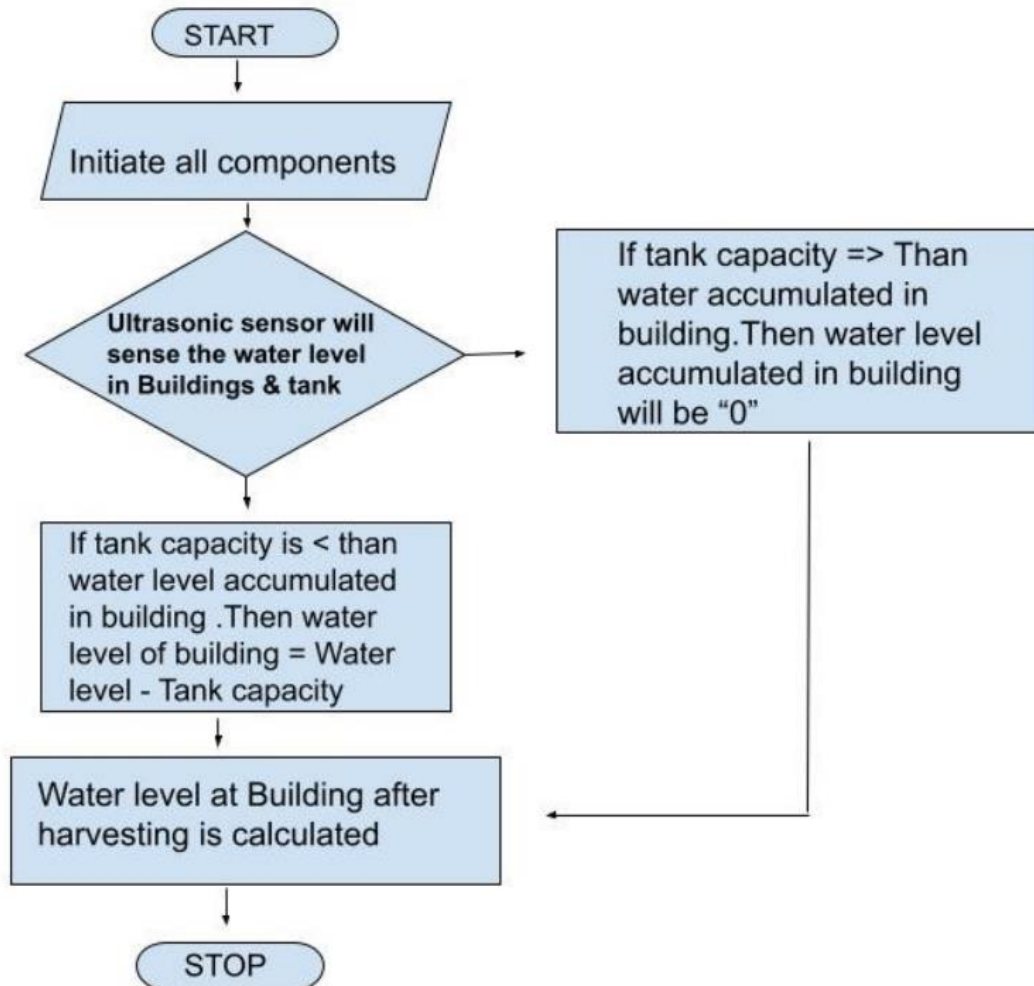 START
Initiate all components
Ultrasonic sensor will
sense the water level
in Buildings & tank
If tank capacity => Than
water accumulated in
building.Then water level
accumulated in building
will be “0”
If tank capacity is < than
water level accumulated
in building .Then water
level of building = Water
level - Tank capacity
Water level at Building after
harvesting is calculated
STOP